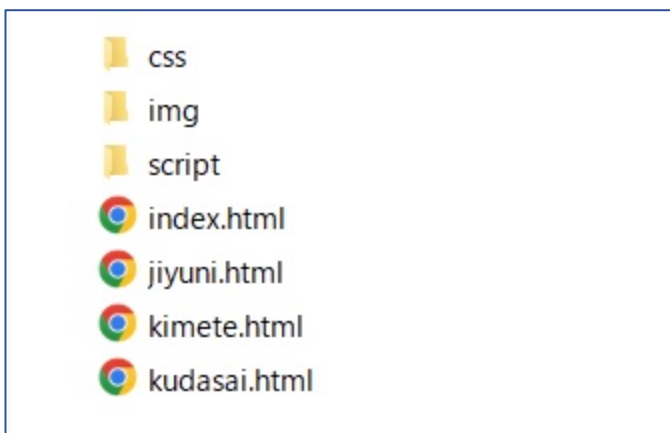 css
img
script
index.html
jiyuni.html
kimete.html
kudasai.html